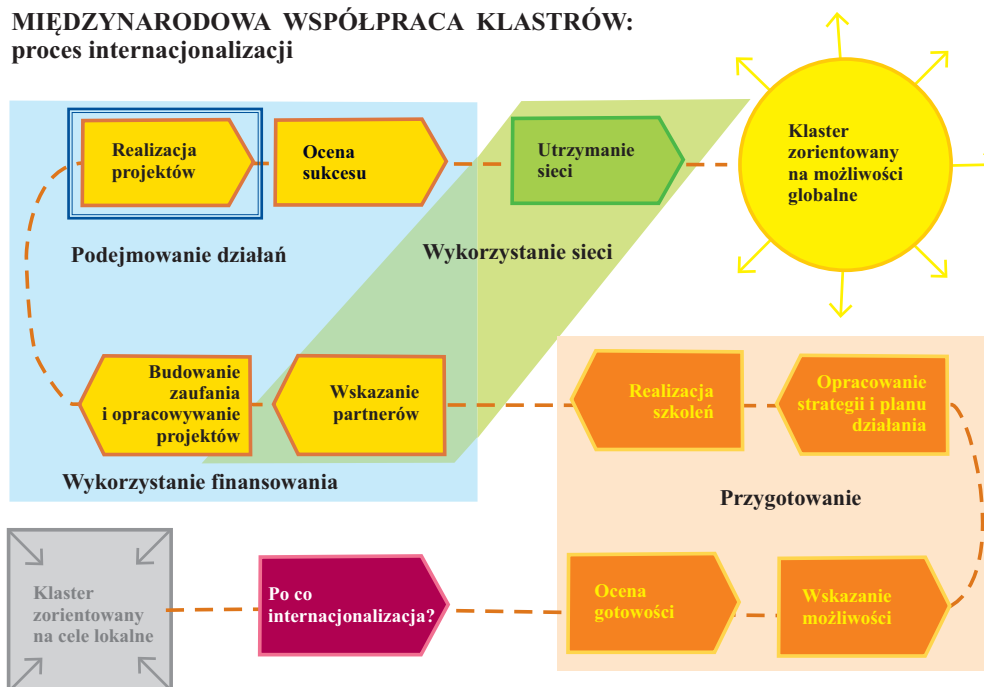 MIĘDZYNARODOWA WSPÓŁPRACA KLASTRÓW:
proces internacjonalizacji
Realizacja
projektów
Ocena
sukcesu
Utrzymanie
sieci
Klaster
zorientowany
na możliwości
globalne
Podejmowanie działań
Wykorzystanie sieci
Budowanie
zaufania
i opracowywanie
projektów
Wskazanie
partnerów
Realizacja
szkoleń
Opracowanie
strategii i planu
działania
Wykorzystanie finansowania
Przygotowanie
Klaster
zorientowany
na cele lokalne
Po co
internacjonalizacja?
Ocena
gotowości
Wskazanie
możliwości